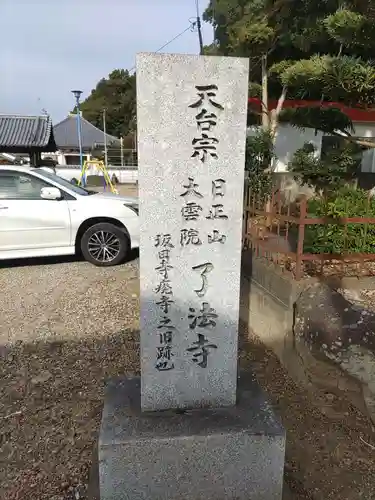 天台宗
日正山
大雲院
了法寺
坂寺廃寺之旧跡也